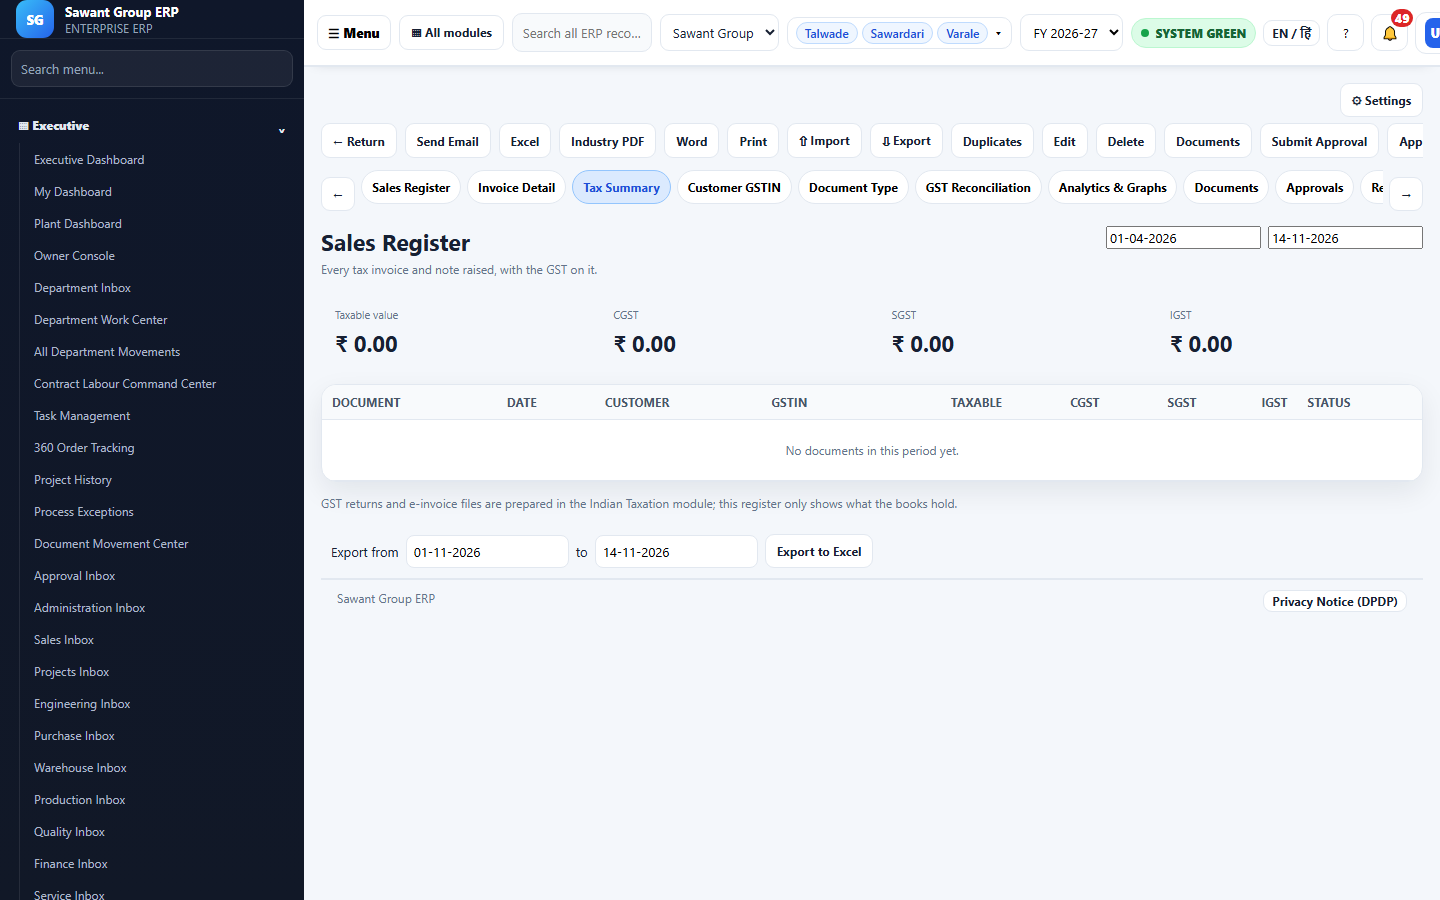 SG
Sawant Group ERP
ENTERPRISE ERP
Search menu...
Executive
Executive Dashboard
My Dashboard
Plant Dashboard
Owner Console
Department Inbox
Department Work Center
All Department Movements
Contract Labour Command Center
Task Management
360 Order Tracking
Project History
Process Exceptions
Document Movement Center
Approval Inbox
Administration Inbox
Sales Inbox
Projects Inbox
Engineering Inbox
Purchase Inbox
Warehouse Inbox
Production Inbox
Quality Inbox
Finance Inbox
Service Inbox
☰ Menu All modules Search all ERP reco... Sawant Group Talwade Sawardari Varale FY 2026-27 SYSTEM GREEN EN / हिं ? 49 U
⚙ Settings
← Return Send Email Excel Industry PDF Word Print ⇧ Import ⇩ Export Duplicates Edit Delete Documents Submit Approval App
← Sales Register Invoice Detail Tax Summary Customer GSTIN Document Type GST Reconciliation Analytics & Graphs Documents Approvals Re →
Sales Register 01-04-2026 14-11-2026
Every tax invoice and note raised, with the GST on it.
Taxable value CGST SGST IGST
₹ 0.00 ₹ 0.00 ₹ 0.00 ₹ 0.00
DOCUMENT DATE CUSTOMER GSTIN TAXABLE CGST SGST IGST STATUS
No documents in this period yet.
GST returns and e-invoice files are prepared in the Indian Taxation module; this register only shows what the books hold.
Export from 01-11-2026 to 14-11-2026 Export to Excel
Sawant Group ERP Privacy Notice (DPDP)